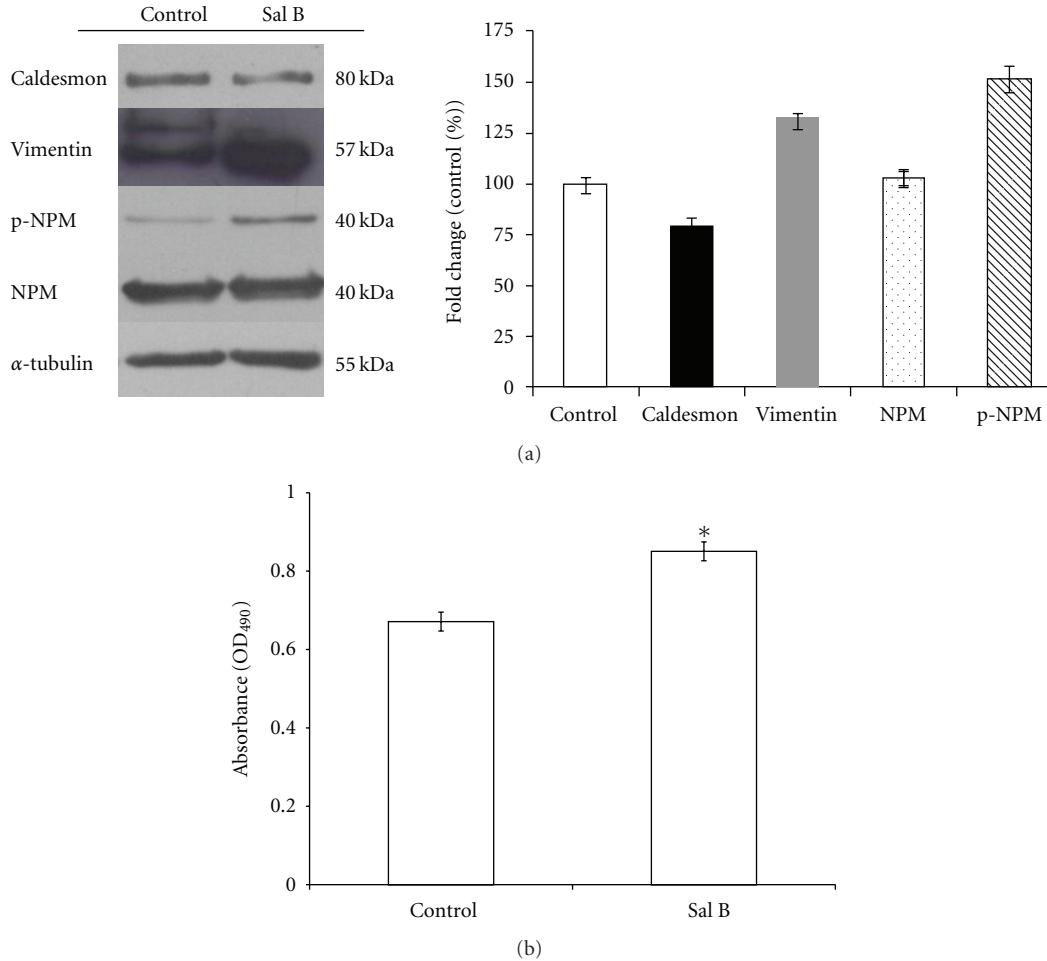 Control Sal B
Caldesmon 80 kDa
Vimentin 57 kDa
p-NPM 40 kDa
NPM 40 kDa
α-tubulin 55 kDa
Fold change (control (%))
175
150
125
100
75
50
25
0
Control Caldesmon Vimentin NPM p-NPM
(a)
Absorbance (OD490)
1
0.8
0.6
0.4
0.2
0
*
Control Sal B
(b)